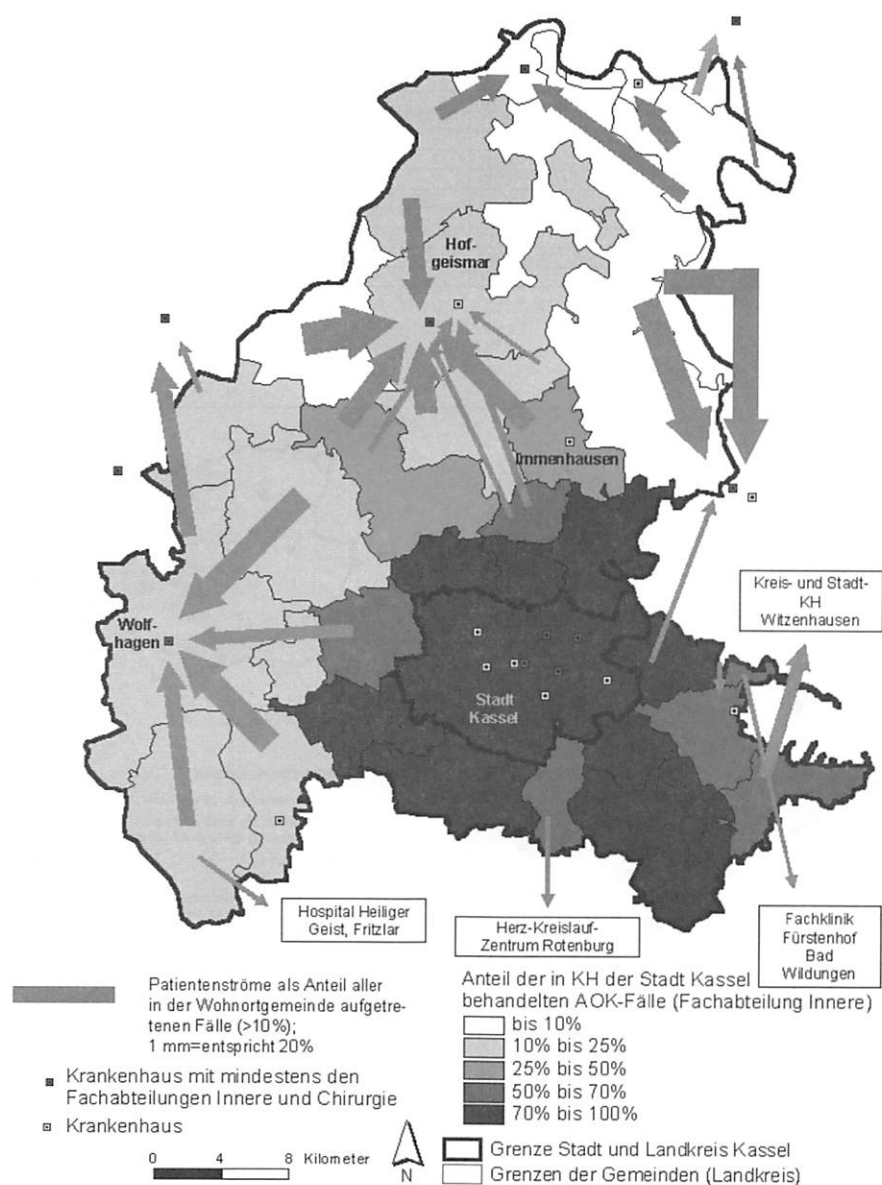 Hof-
geismar
Immenhausen
Wolf-
hagen
Stadt
Kassel
Kreis- und Stadt-
KH
Witzenhausen
Hospital Heiliger
Geist, Fritzlar
Herz-Kreislauf-
Zentrum Rotenburg
Fachklinik
Fürstenhof
Bad
Wildungen
Patientenströme als Anteil aller
in der Wohnortgemeinde aufgetre-
tenen Fälle (>10%);
1 mm=entspricht 20%
Krankenhaus mit mindestens den
Fachabteilungen Innere und Chirurgie
Krankenhaus
0 4 8 Kilometer
N
Anteil der in KH der Stadt Kassel
behandelten AOK-Fälle (Fachabteilung Innere)
bis 10%
10% bis 25%
25% bis 50%
50% bis 70%
70% bis 100%
Grenze Stadt und Landkreis Kassel
Grenzen der Gemeinden (Landkreis)